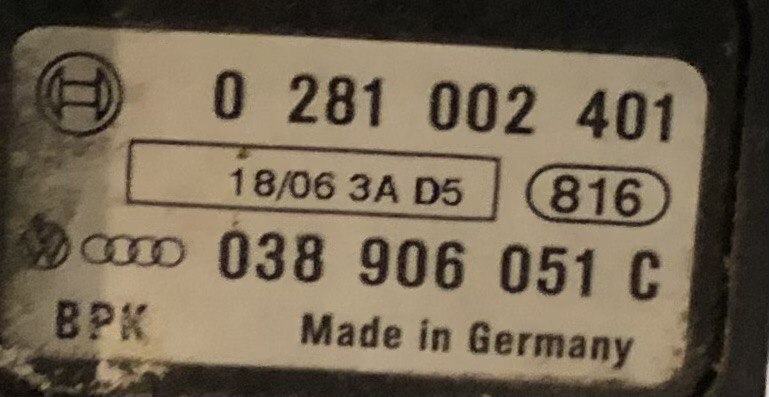 0 281 002 401
18/06 3A D5 816
038 906 051 C
BPK Made in Germany